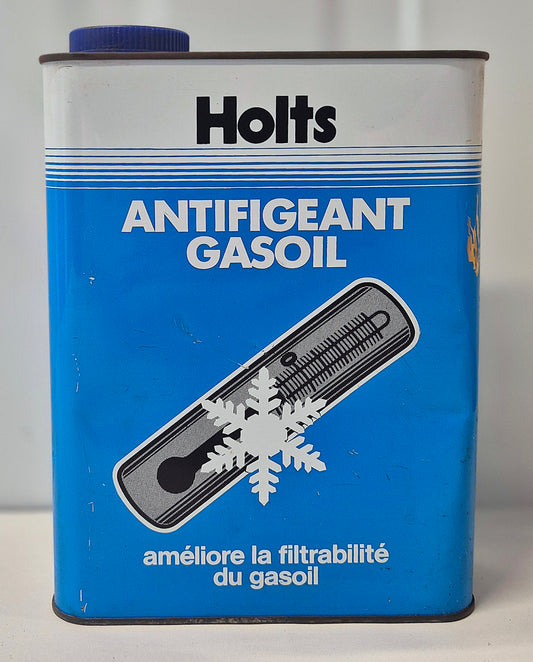 Holts
ANTIFIGEANT
GASOIL
améliore la filtrabilité
du gasoil